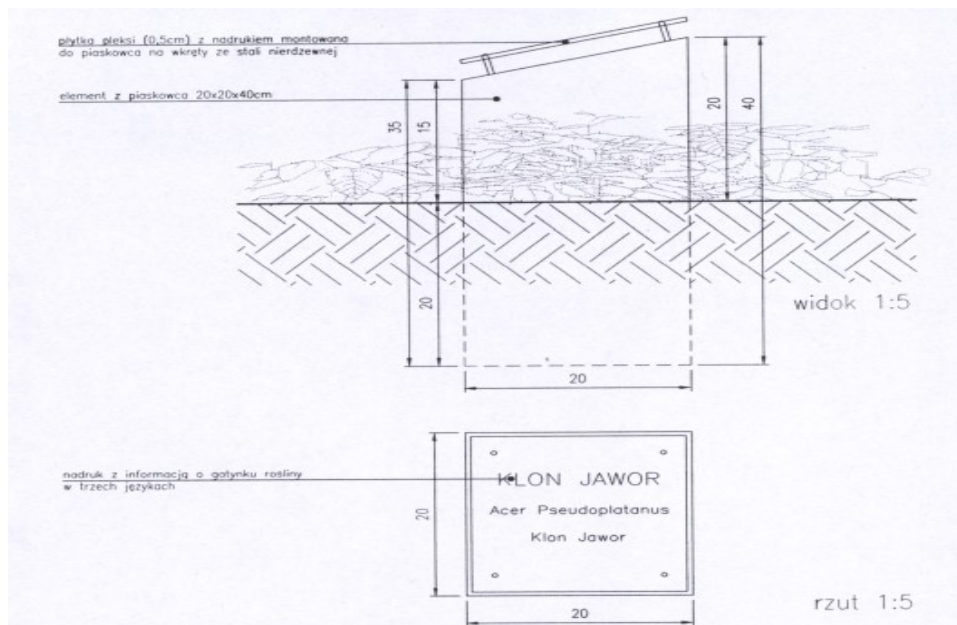 płytka pleksi (0,5cm) z nadrukiem montowana
do piaskowca na wkręty ze stali nierdzewnej
element z piaskowca 20x20x40cm
35
15
20
40
20
widok 1:5
20
nadruk z informacją o gatynku rośliny
w trzech językach
20
KLON JAWOR
Acer Pseudoplatanus
Klon Jawor
20
rzut 1:5